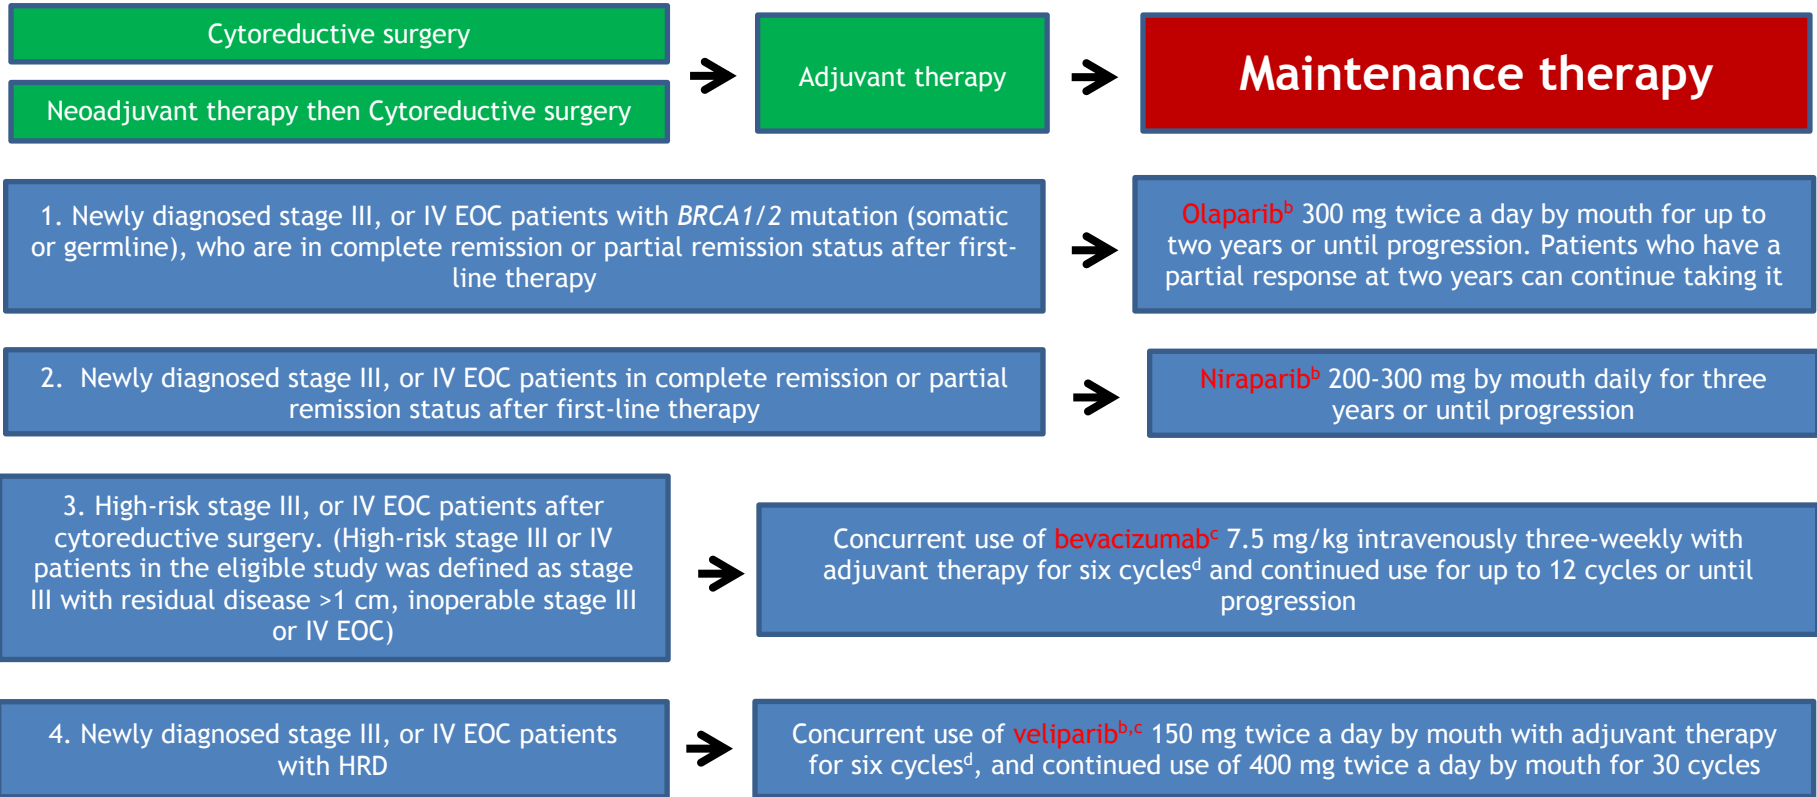 Cytoreductive surgery
Neoadjuvant therapy then Cytoreductive surgery
Adjuvant therapy
Maintenance therapy
1. Newly diagnosed stage III, or IV EOC patients with BRCA1/2 mutation (somatic
or germline), who are in complete remission or partial remission status after first-
line therapy
Olaparibᵇ 300 mg twice a day by mouth for up to
two years or until progression. Patients who have a
partial response at two years can continue taking it
2. Newly diagnosed stage III, or IV EOC patients in complete remission or partial
remission status after first-line therapy
Niraparibᵇ 200-300 mg by mouth daily for three
years or until progression
3. High-risk stage III, or IV EOC patients after
cytoreductive surgery. (High-risk stage III or IV
patients in the eligible study was defined as stage
III with residual disease >1 cm, inoperable stage III
or IV EOC)
Concurrent use of bevacizumabᶜ 7.5 mg/kg intravenously three-weekly with
adjuvant therapy for six cyclesᵈ and continued use for up to 12 cycles or until
progression
4. Newly diagnosed stage III, or IV EOC patients
with HRD
Concurrent use of veliparibᵇ,ᶜ 150 mg twice a day by mouth with adjuvant therapy
for six cyclesᵈ, and continued use of 400 mg twice a day by mouth for 30 cycles